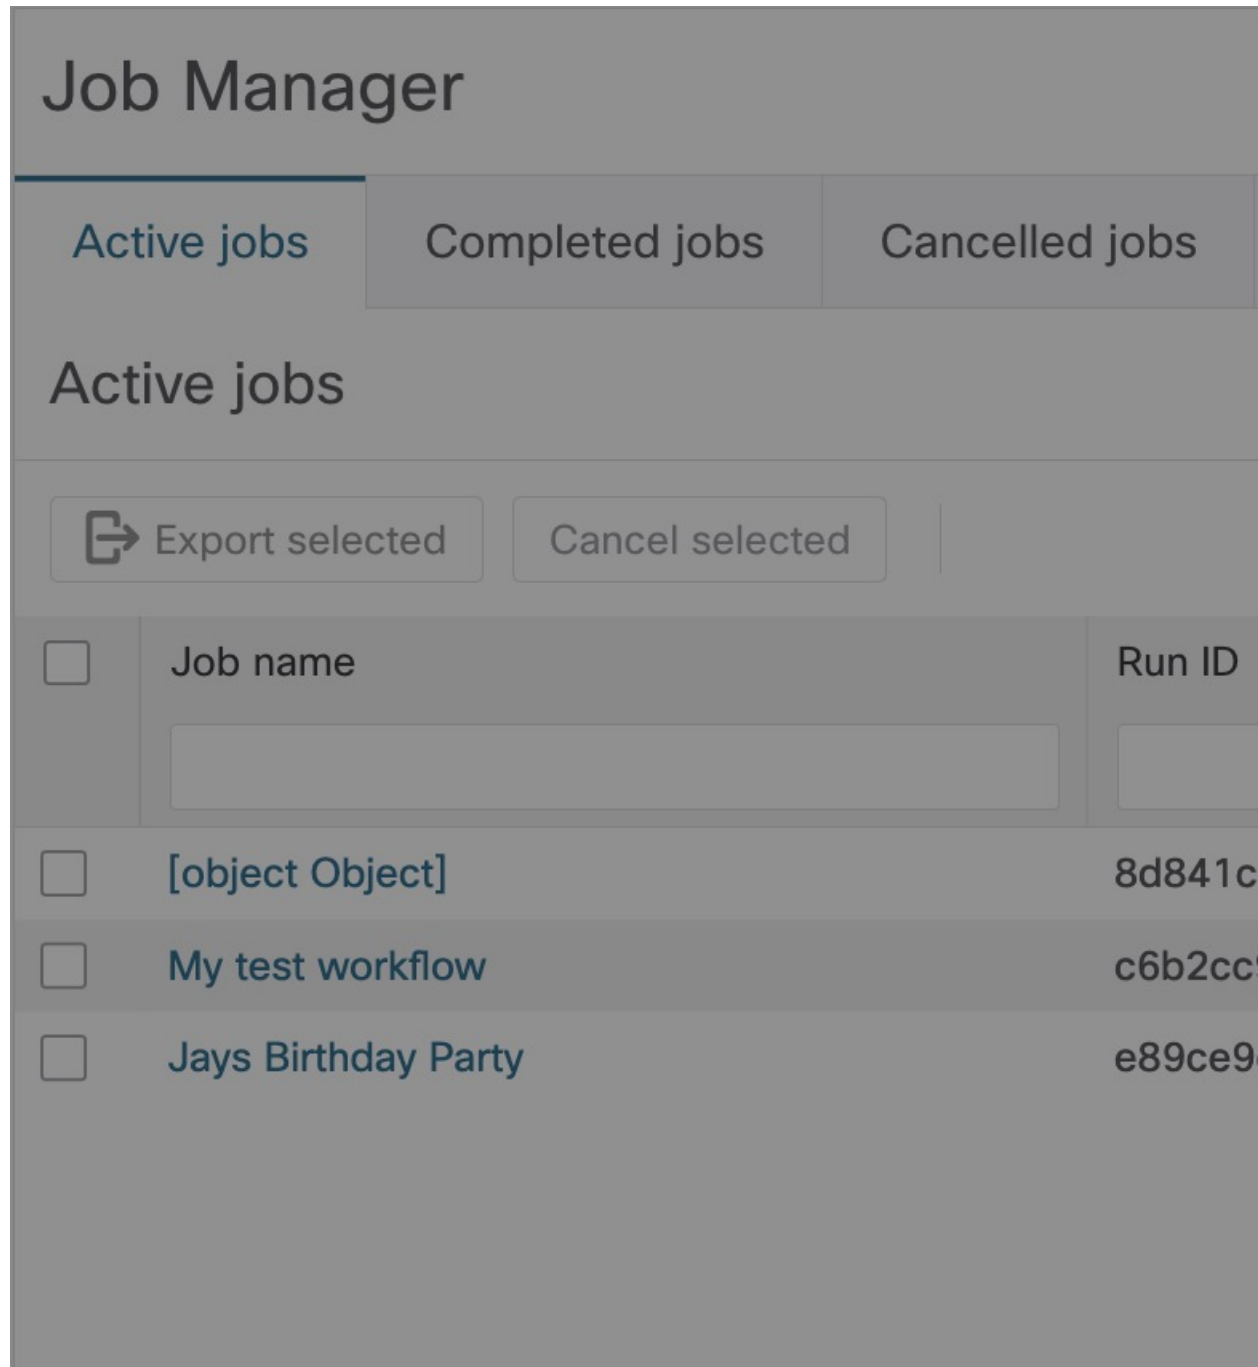 Job Manager
Active jobs Completed jobs Cancelled jobs
Active jobs
Export selected Cancel selected
Job name Run ID
[object Object] 8d841c
My test workflow c6b2cc
Jays Birthday Party e89ce9